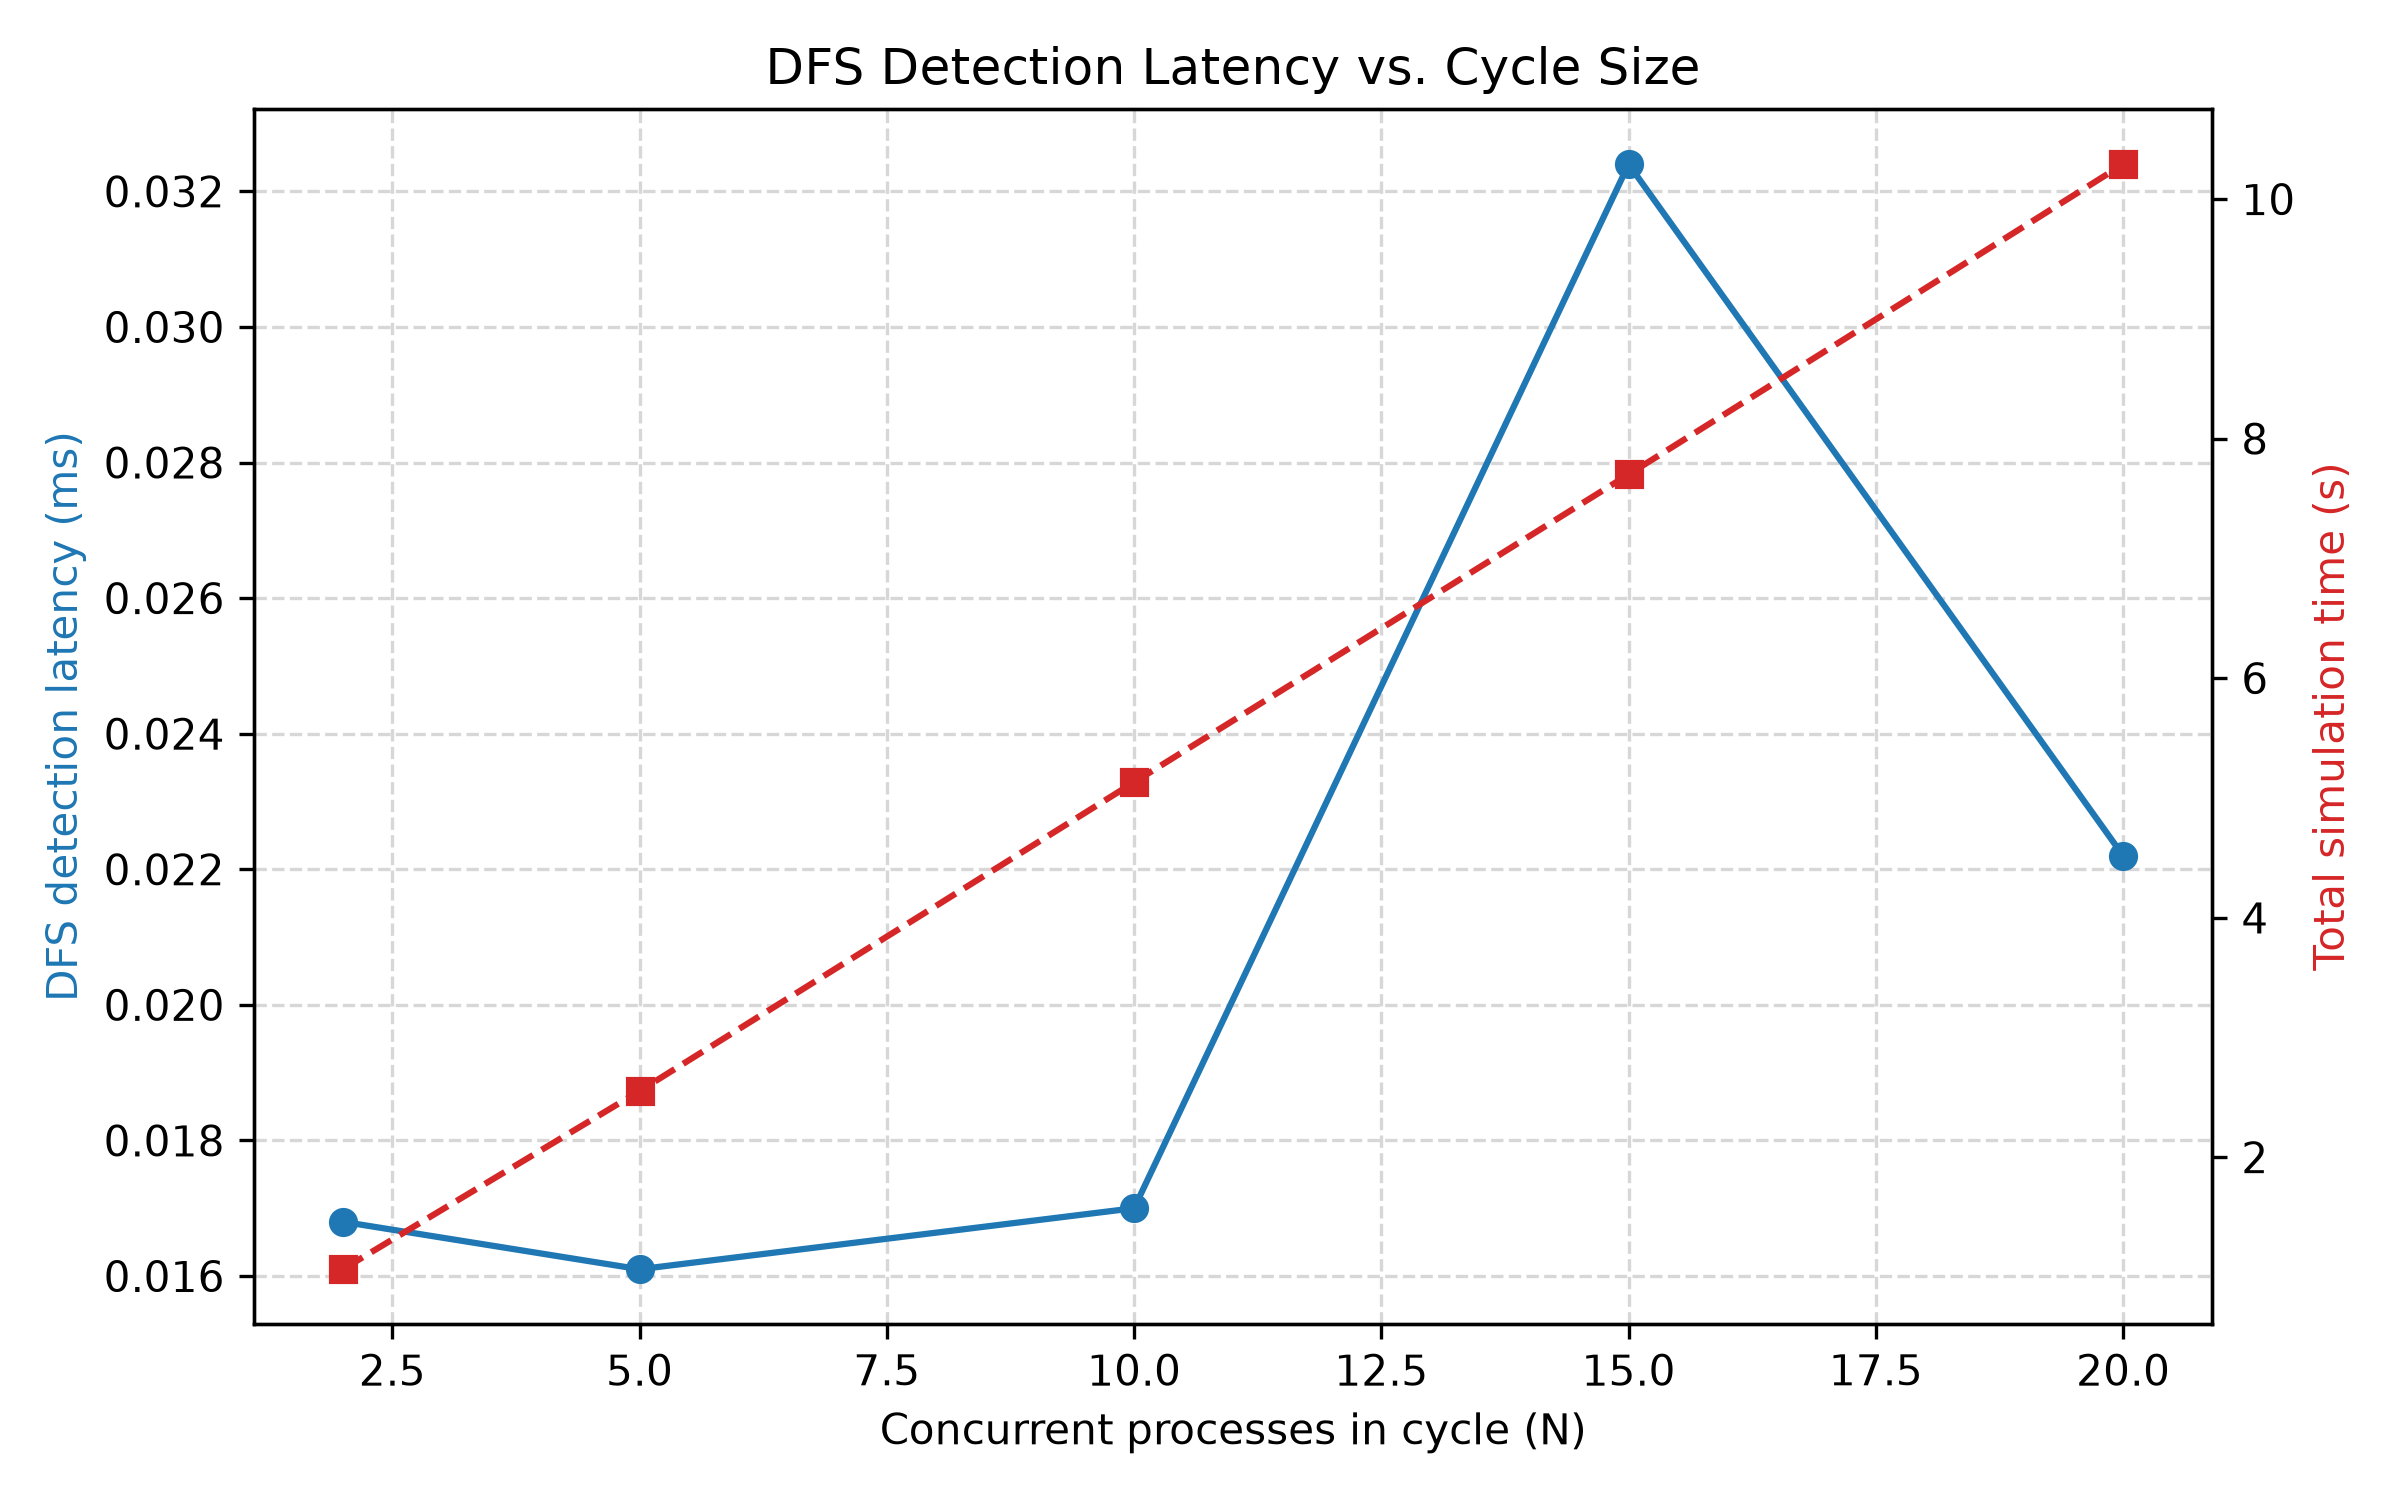 DFS Detection Latency vs. Cycle Size
DFS detection latency (ms)
0.032
0.030
0.028
0.026
0.024
0.022
0.020
0.018
0.016
10
8
6
4
2
Total simulation time (s)
2.5 5.0 7.5 10.0 12.5 15.0 17.5 20.0
Concurrent processes in cycle (N)